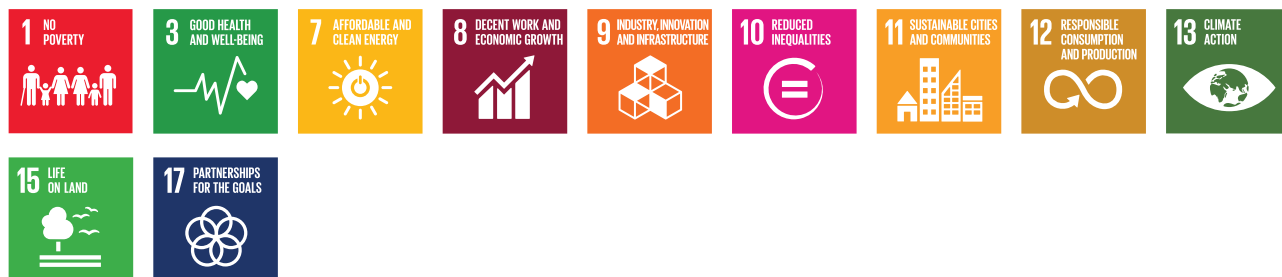 1 NO
POVERTY
3 GOOD HEALTH
AND WELL-BEING
7 AFFORDABLE AND
CLEAN ENERGY
8 DECENT WORK AND
ECONOMIC GROWTH
9 INDUSTRY, INNOVATION
AND INFRASTRUCTURE
10 REDUCED
INEQUALITIES
11 SUSTAINABLE CITIES
AND COMMUNITIES
12 RESPONSIBLE
CONSUMPTION
AND PRODUCTION
13 CLIMATE
ACTION
15 LIFE
ON LAND
17 PARTNERSHIPS
FOR THE GOALS